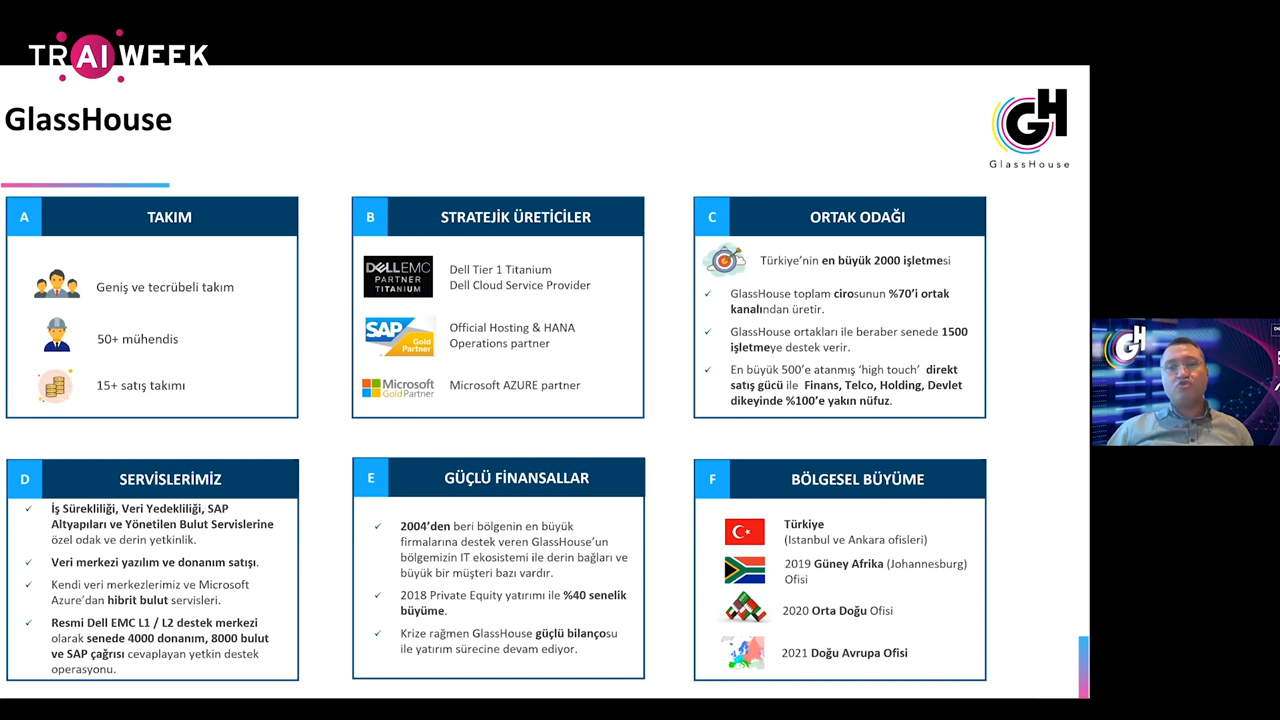 TRAI WEEK
GlassHouse
GH
GlassHouse
A
TAKIM
Geniş ve tecrübeli takım
50+ mühendis
15+ satış takımı
B
STRATEJİK ÜRETİCİLER
DELLEMC
PARTNER
TITANIUM
Dell Tier 1 Titanium
Dell Cloud Service Provider
SAP
Gold
Partner
Official Hosting & HANA
Operations partner
Microsoft
GoldPartner
Microsoft AZURE partner
C
ORTAK ODAĞI
Türkiye'nin en büyük 2000 işletmesi
GlassHouse toplam cirosunun %70'i ortak
kanalından üretir.
GlassHouse ortakları ile beraber senede 1500
işletmeye destek verir.
En büyük 500'e atanmış 'high touch' direkt
satış gücü ile Finans, Telco, Holding, Devlet
dikeyinde %100'e yakın nüfuz.
D
SERVİSLERİMİZ
İş Sürekliliği, Veri Yedekliliği, SAP
Altyapıları ve Yönetilen Bulut Servislerine
özel odak ve derin yetkinlik.
Veri merkezi yazılım ve donanım satışı.
Kendi veri merkezlerimiz ve Microsoft
Azure'dan hibrit bulut servisleri.
Resmi Dell EMC L1 / L2 destek merkezi
olarak senede 4000 donanım, 8000 bulut
ve SAP çağrısı cevaplayan yetkin destek
operasyonu.
E
GÜÇLÜ FİNANSALLAR
2004'den beri bölgenin en büyük
firmalarına destek veren GlassHouse'un
bölgemizin IT ekosistemi ile derin bağları ve
büyük bir müşteri bazı vardır.
2018 Private Equity yatırımı ile %40 senelik
büyüme.
Krize rağmen GlassHouse güçlü bilançosu
ile yatırım sürecine devam ediyor.
F
BÖLGESEL BÜYÜME
Türkiye
(Istanbul ve Ankara ofisleri)
2019 Güney Afrika (Johannesburg)
Ofisi
2020 Orta Doğu Ofisi
2021 Doğu Avrupa Ofisi
GH